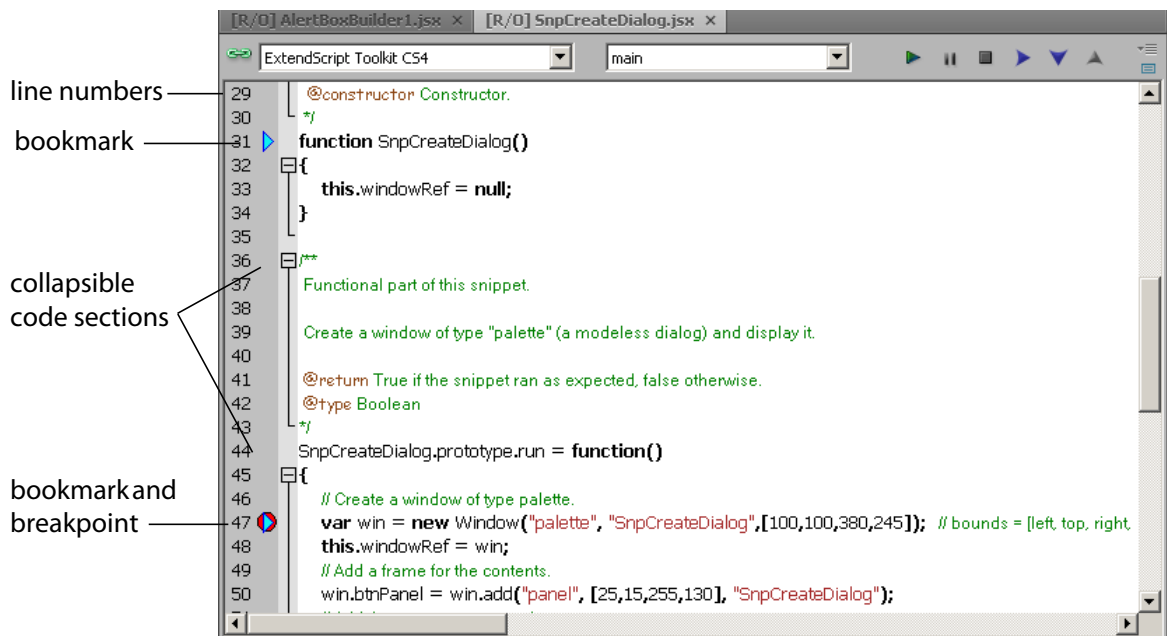 [R/O] AlertBoxBuilder1.jsx × [R/O] SnpCreateDialog.jsx ×
ExtendScript Toolkit CS4 main
line numbers
bookmark
collapsible
code sections
bookmark and
breakpoint
29 @constructor Constructor.
30 */
31 function SnpCreateDialog()
32 {
33 this.windowRef = null;
34 }
35
36 /**
37 Functional part of this snippet.
38
39 Create a window of type "palette" (a modeless dialog) and display it.
40
41 @return True if the snippet ran as expected, false otherwise.
42 @type Boolean
43 */
44 SnpCreateDialog.prototype.run = function()
45 {
46 // Create a window of type palette.
47 var win = new Window("palette", "SnpCreateDialog",[100,100,380,245]); // bounds = [left, top, right,
48 this.windowRef = win;
49 // Add a frame for the contents.
50 win.btnPanel = win.add("panel", [25,15,255,130], "SnpCreateDialog");